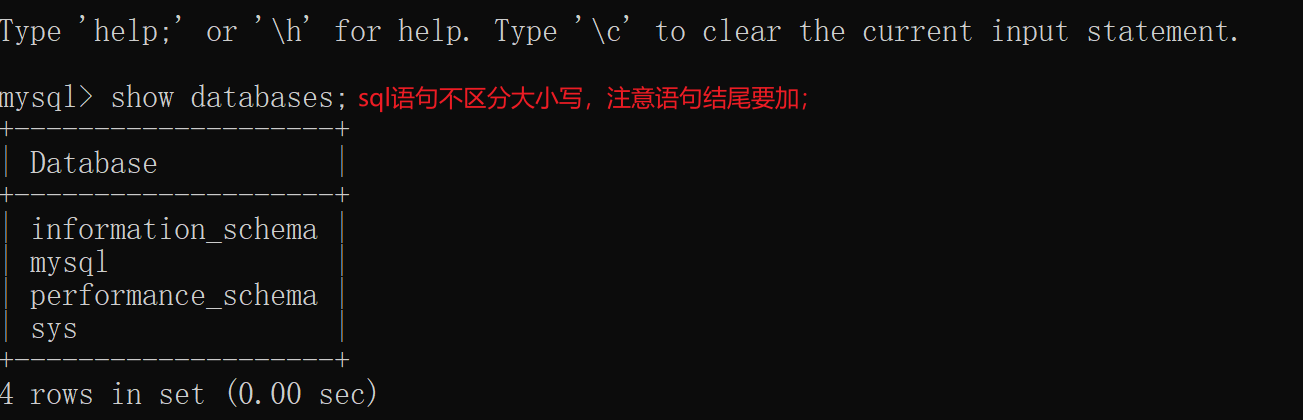 Type 'help;' or '\h' for help. Type '\c' to clear the current input statement.
mysql> show databases; sql语句不区分大小写，注意语句结尾要加;
+--------------------+
| Database           |
+--------------------+
| information_schema |
| mysql              |
| performance_schema |
| sys                |
+--------------------+
4 rows in set (0.00 sec)